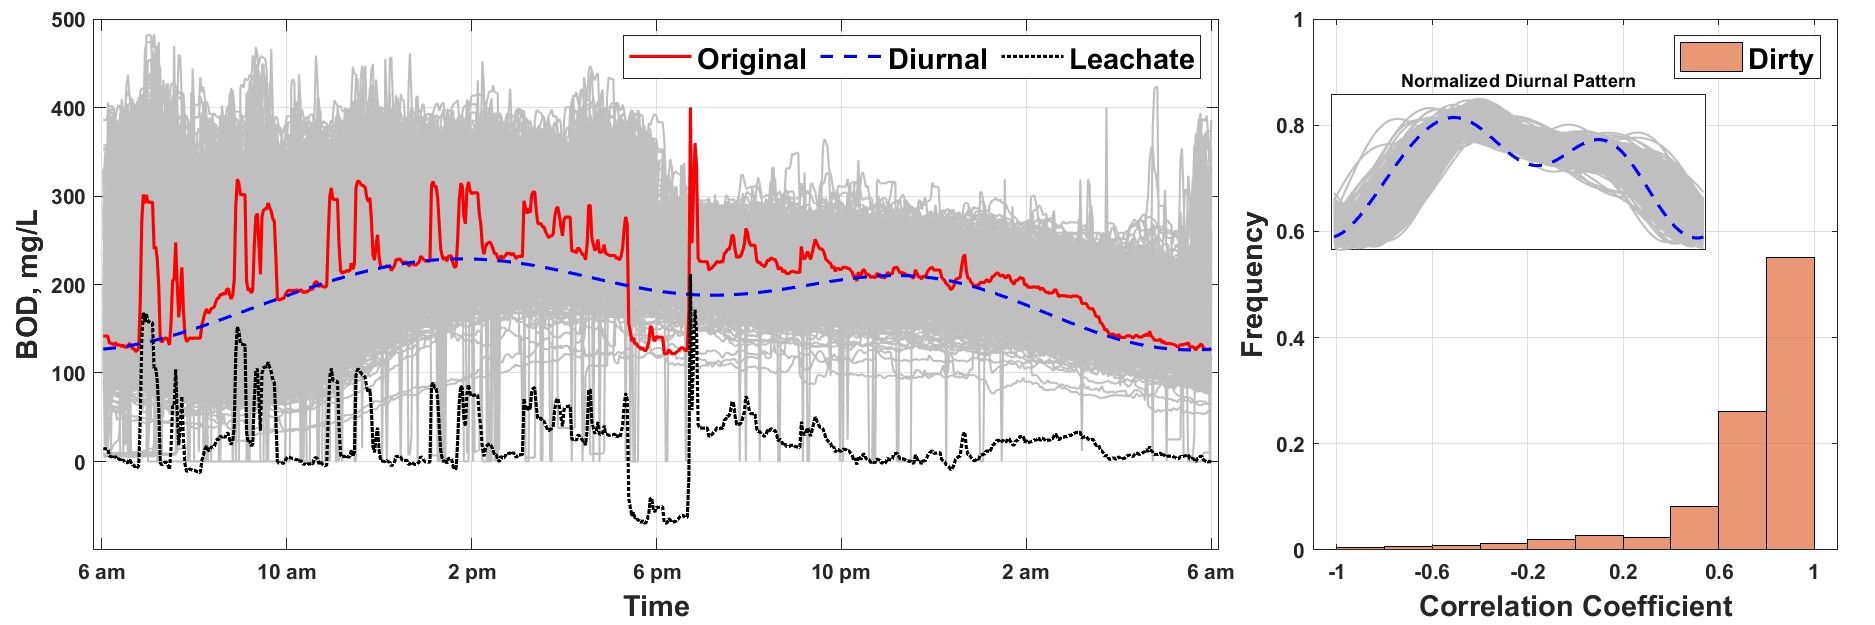 500
400
300
200
100
0
BOD, mg/L
Original Diurnal Leachate
6 am 10 am 2 pm 6 pm 10 pm 2 am 6 am
Time
1
0.8
0.6
0.4
0.2
0
Frequency
Dirty
Normalized Diurnal Pattern
-1 -0.6 -0.2 0.2 0.6 1
Correlation Coefficient